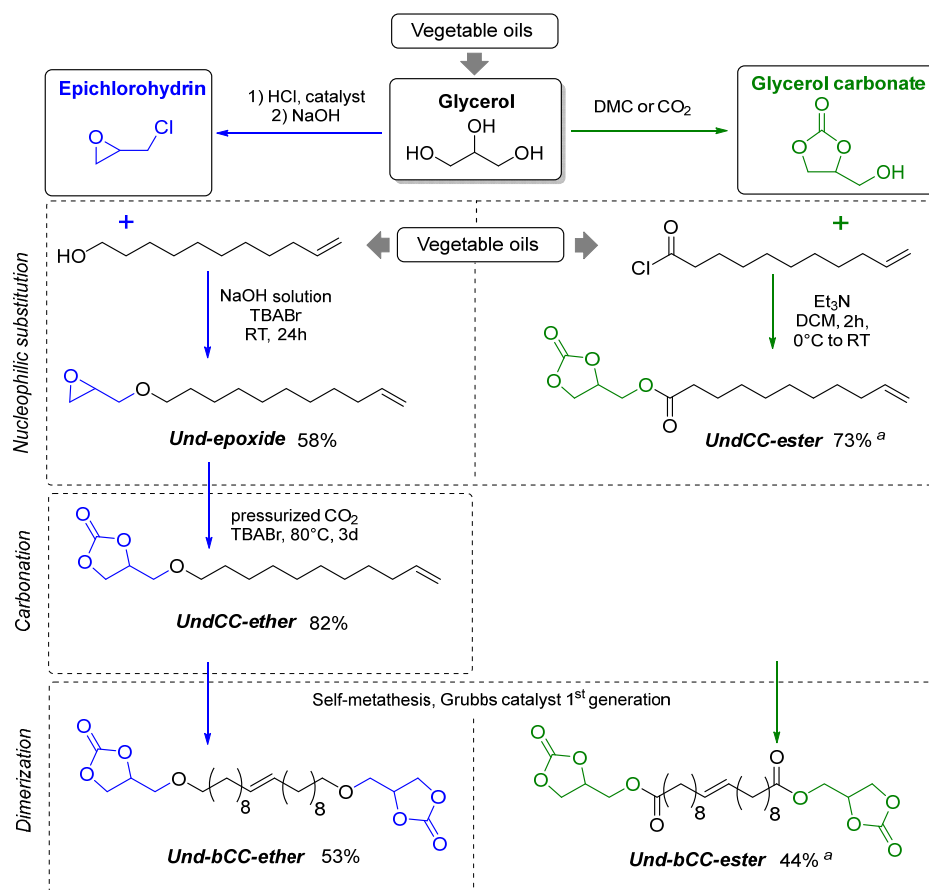 Vegetable oils
Epichlorohydrin
O
Cl
1) HCl, catalyst
2) NaOH
Glycerol
OH
HO
OH
DMC or CO2
Glycerol carbonate
O
O
O
OH
Nucleophilic substitution
+
HO
Vegetable oils
+
O
Cl
NaOH solution
TBABr
RT, 24h
Et3N
DCM, 2h,
0°C to RT
O
O
Und-epoxide 58%
O
O
O
O
O
UndCC-ester 73% a
Carbonation
pressurized CO2
TBABr, 80°C, 3d
O
O
O
O
UndCC-ether 82%
Dimerization
Self-metathesis, Grubbs catalyst 1st generation
O
O
O
O
8
8
O
O
O
O
Und-bCC-ether 53%
O
O
O
O
O
8
8
O
O
O
O
O
Und-bCC-ester 44% a